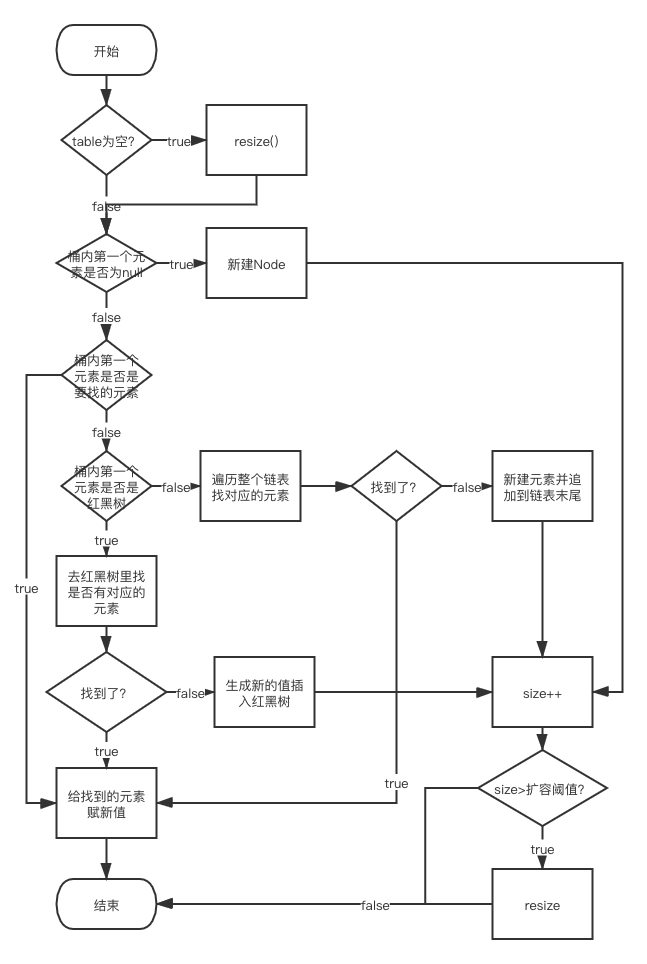 开始
table为空?
true
resize()
false
桶内第一个元
素是否为null
true
新建Node
false
桶内第一个
元素是否是
要找的元素
false
桶内第一个
元素是否是
红黑树
false
遍历整个链表
找对应的元素
找到了?
false
新建元素并追
加到链表末尾
true
去红黑树里找
是否有对应的
元素
true
找到了?
false
生成新的值插
入红黑树
size++
true
给找到的元素
赋新值
true
size>扩容阈值?
true
结束
false
resize